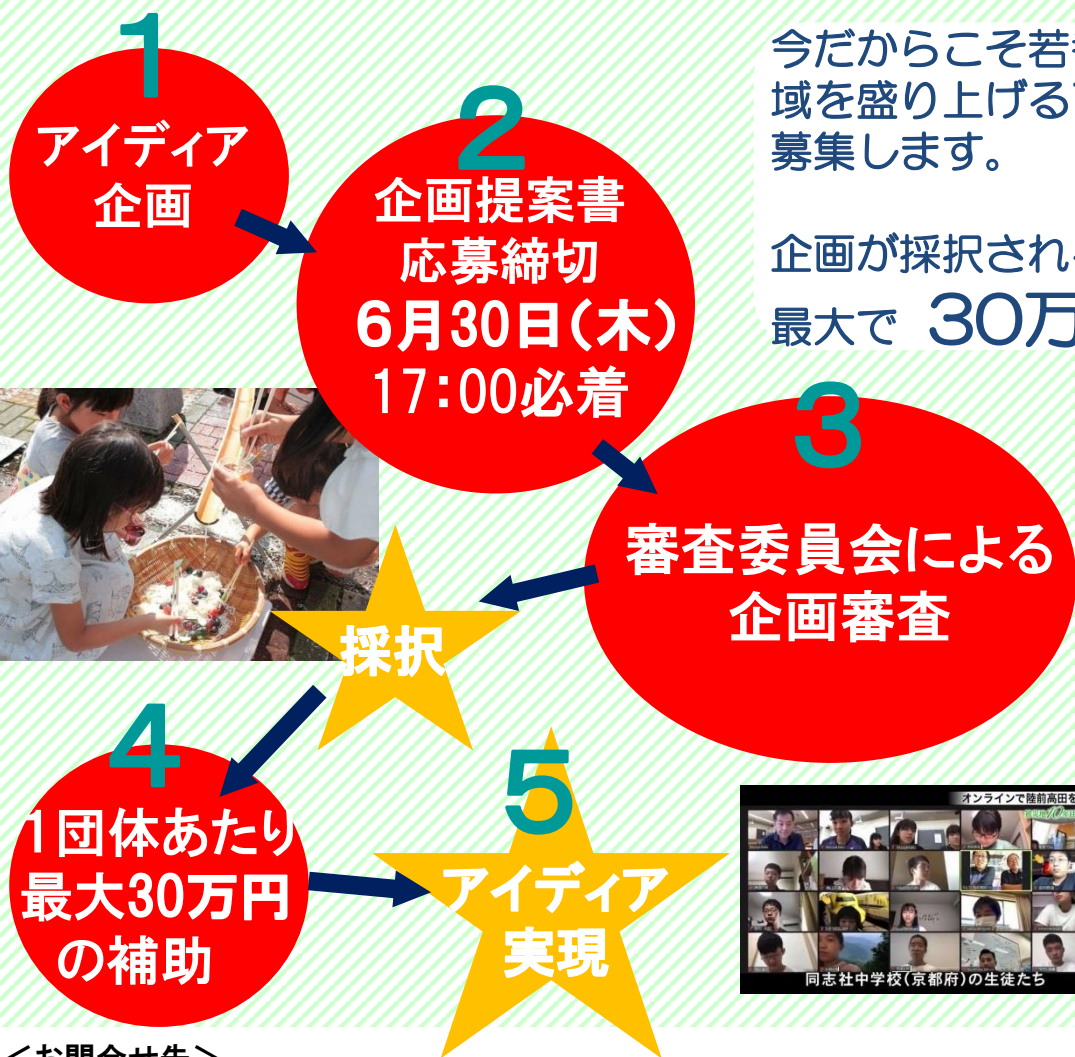 1
アイディア
企画
2
企画提案書
応募締切
6月30日(木)
17:00必着
今だからこそ若
域を盛り上げる
募集します。
企画が採択され
最大で 30万
3
審査委員会による
企画審査
採択
4
1団体あたり
最大30万円
の補助
5
アイディア
実現
オンラインで陸前高田を
同志社中学校(京都府)の生徒たち
<お問合せ先>